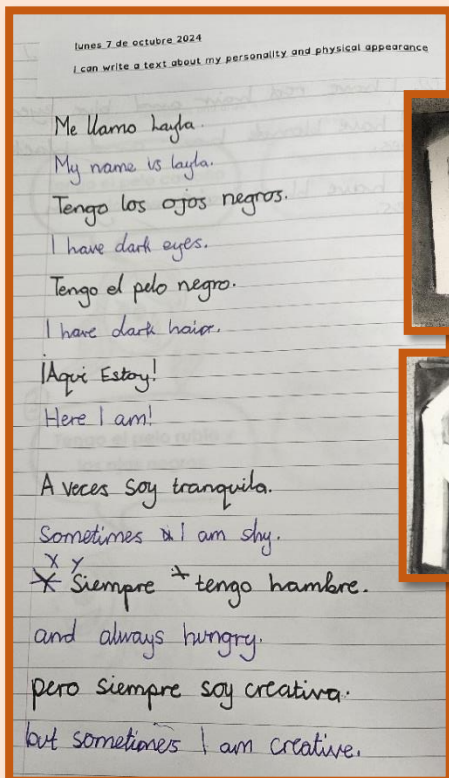 lunes 7 de octubre 2024
I can write a text about my personality and physical appearance
Me llamo Layla.
My name is layla.
Tengo los ojos negros.
I have dark eyes.
Tengo el pelo negro.
I have dark hair.
¡Aqui Estoy!
Here I am!
A veces soy tranquila.
Sometimes I am shy.
X y
Siempre tengo hambre.
and always hungry.
pero siempre soy creativa.
but sometimes I am creative.